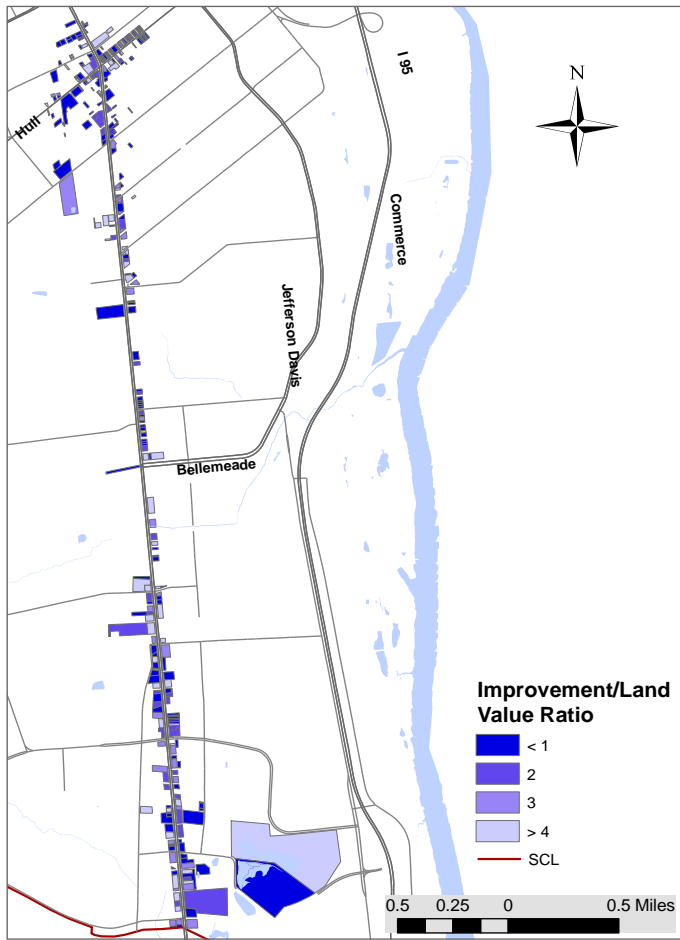 I 95
N
Hull
Commerce
Jefferson Davis
Bellemeade
Improvement/Land
Value Ratio
< 1
2
3
> 4
SCL
0.5 0.25 0 0.5 Miles